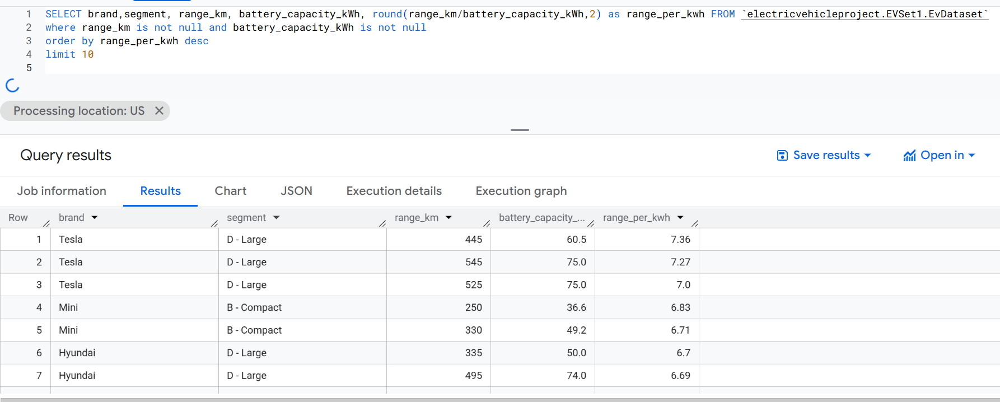 1 SELECT brand,segment, range_km, battery_capacity_kWh, round(range_km/battery_capacity_kWh,2) as range_per_kwh FROM `electricvehicleproject.EVSet1.EvDataset`
2 where range_km is not null and battery_capacity_kWh is not null
3 order by range_per_kwh desc
4 limit 10
5
Processing location: US
Query results
Save results Open in
Job information Results Chart JSON Execution details Execution graph
Row brand segment range_km battery_capacity_... range_per_kwh
1 Tesla D - Large 445 60.5 7.36
2 Tesla D - Large 545 75.0 7.27
3 Tesla D - Large 525 75.0 7.0
4 Mini B - Compact 250 36.6 6.83
5 Mini B - Compact 330 49.2 6.71
6 Hyundai D - Large 335 50.0 6.7
7 Hyundai D - Large 495 74.0 6.69